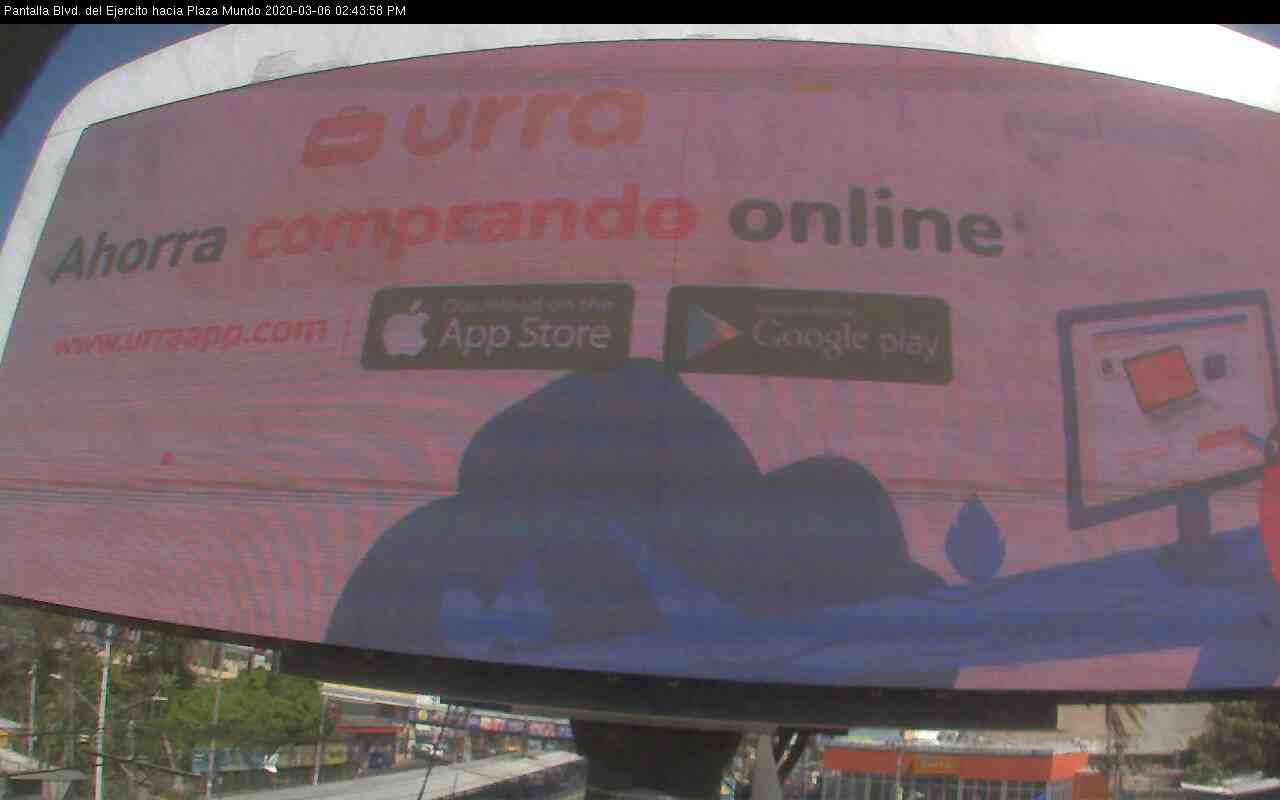 Pantalla Blvd. del Ejercito hacia Plaza Mundo 2020-03-06 02:43:58 PM
urra
Ahorra comprando online
www.urraapp.com
Download on the
App Store
Google play